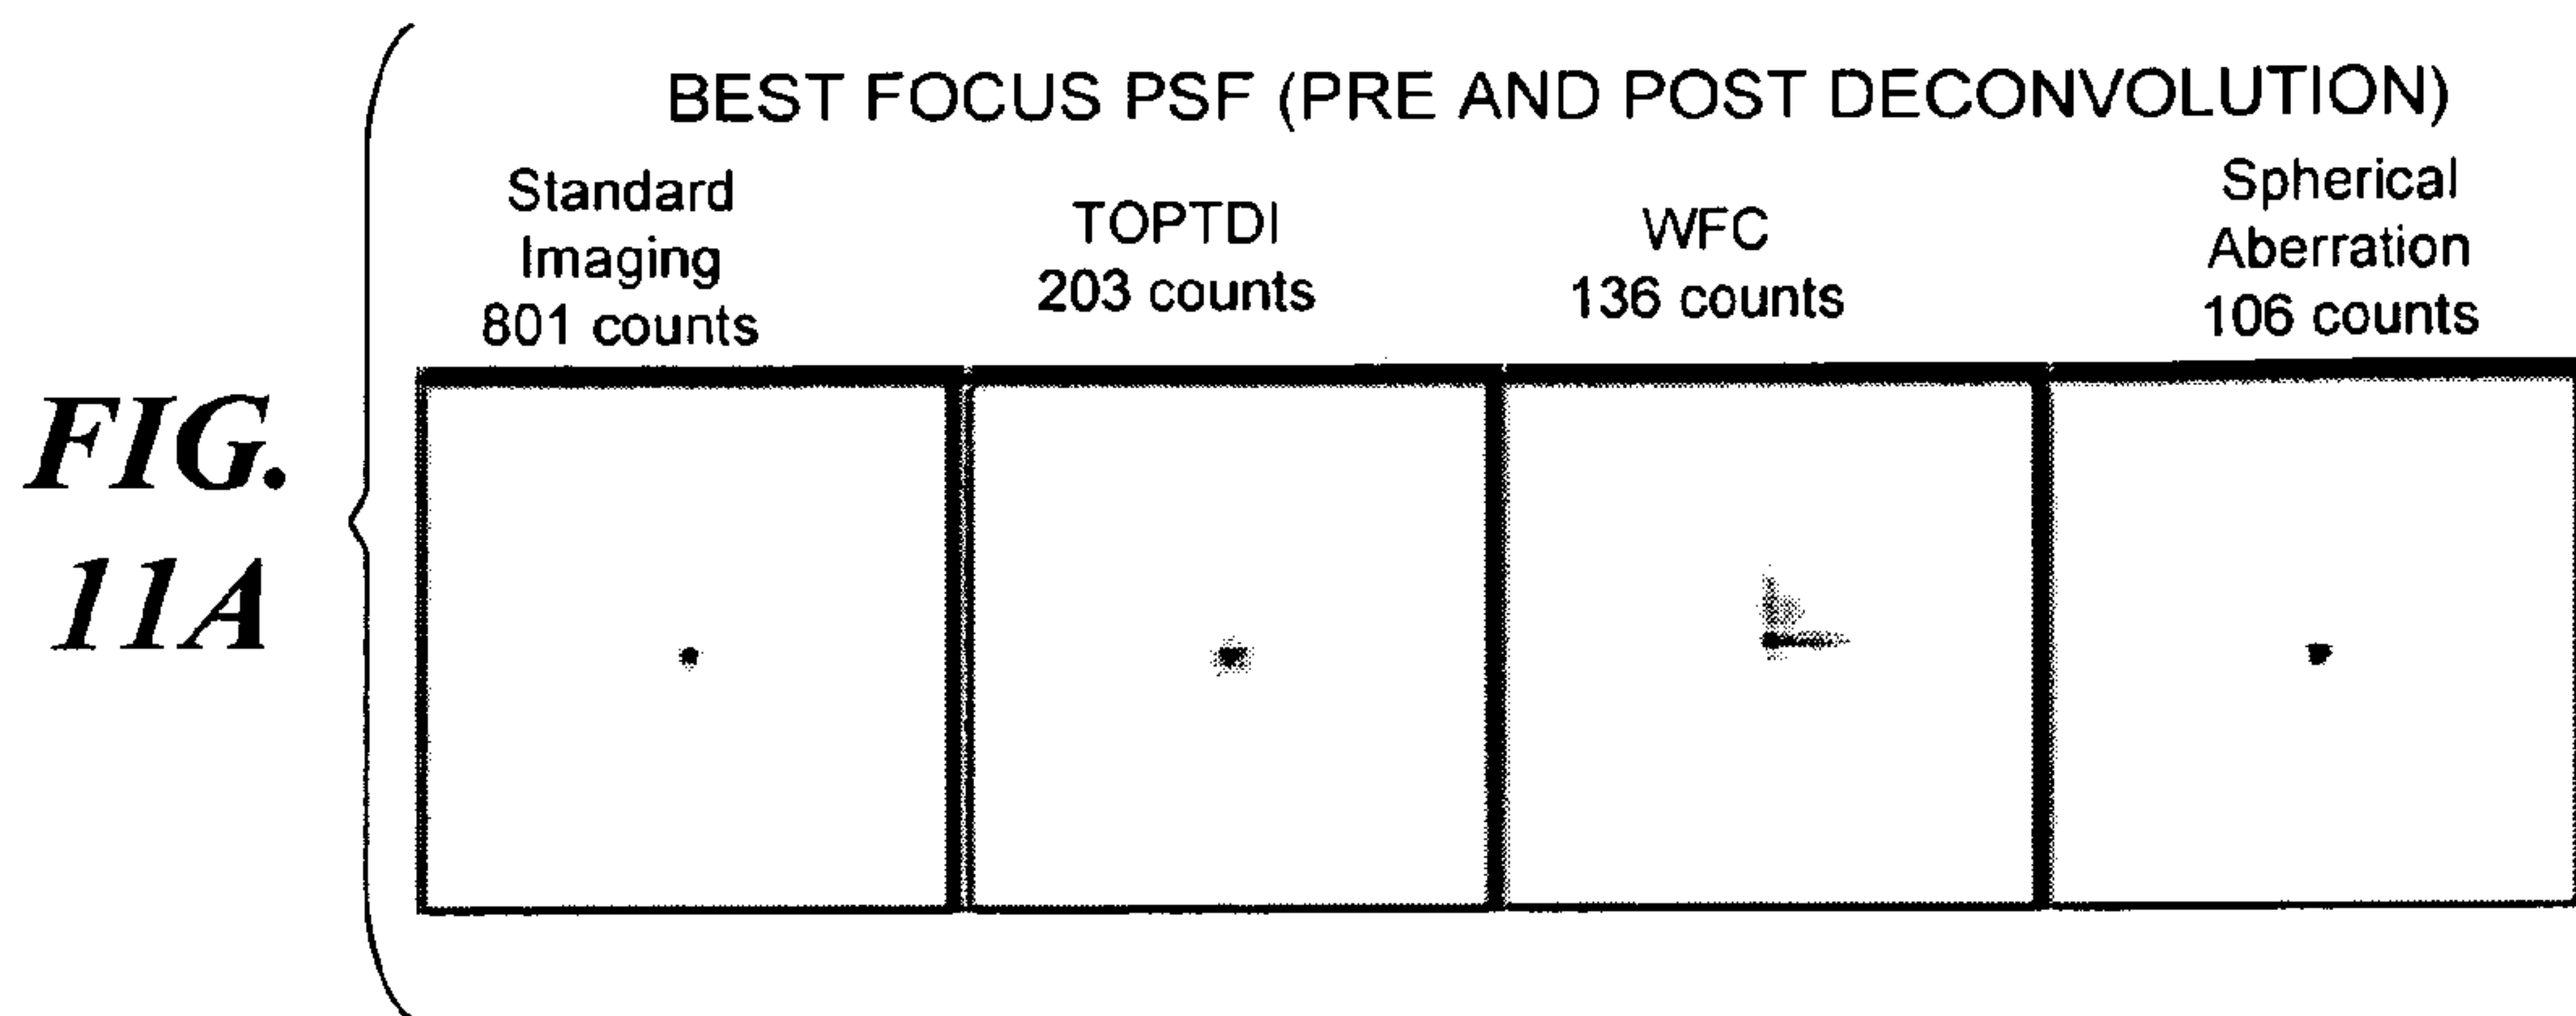 BEST FOCUS PSF (PRE AND POST DECONVOLUTION)
Standard
Imaging
801 counts
TOPTDI
203 counts
WFC
136 counts
Spherical
Aberration
106 counts
FIG.
11A